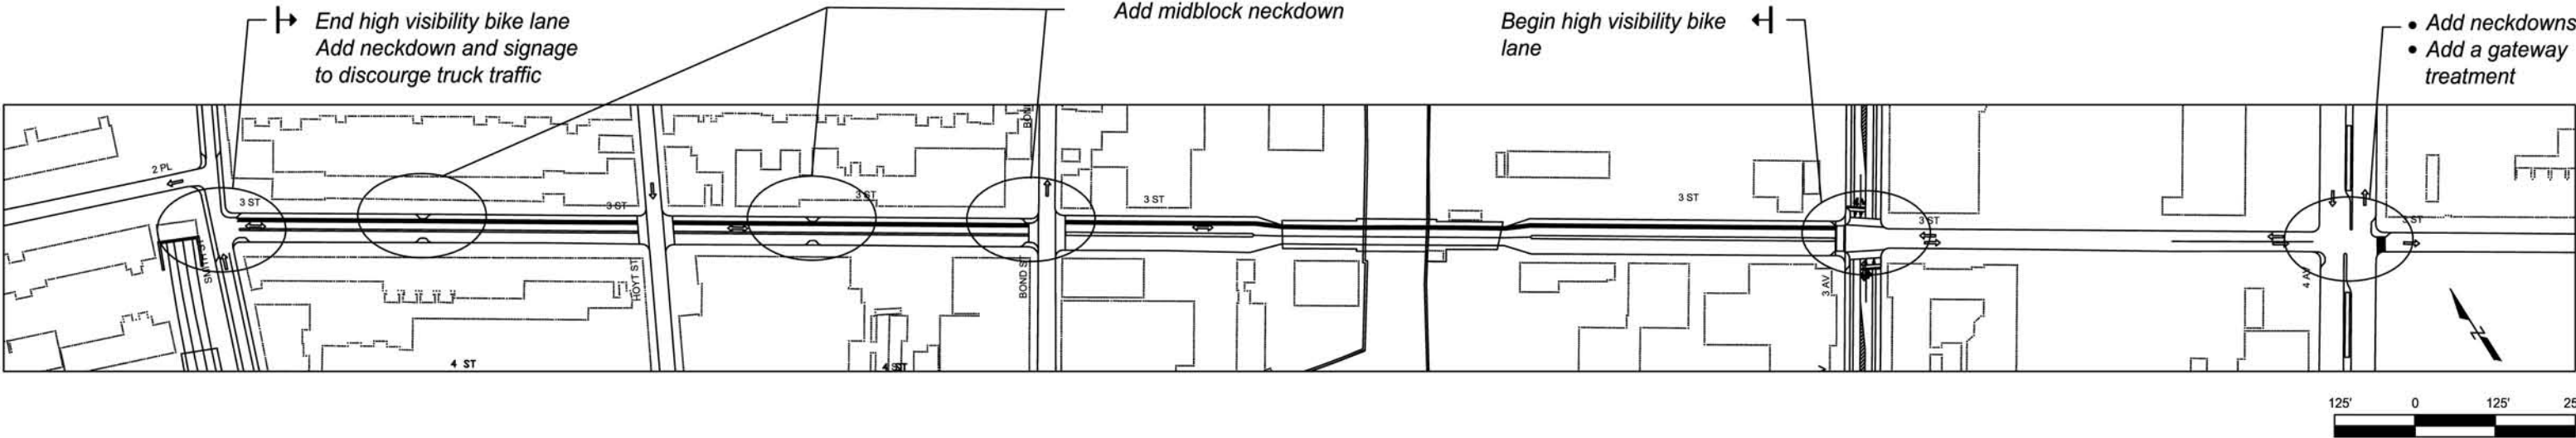 End high visibility bike lane
Add neckdown and signage
to discourge truck traffic
Add midblock neckdown
Begin high visibility bike
lane
• Add neckdowns
• Add a gateway
treatment
2 PL
3 ST
3 ST
3 ST
3 ST
3 ST
3 ST
3 ST
HOYT ST
BOND ST
3 AV
4 AV
4 ST
4 ST
N
125'
0
125'